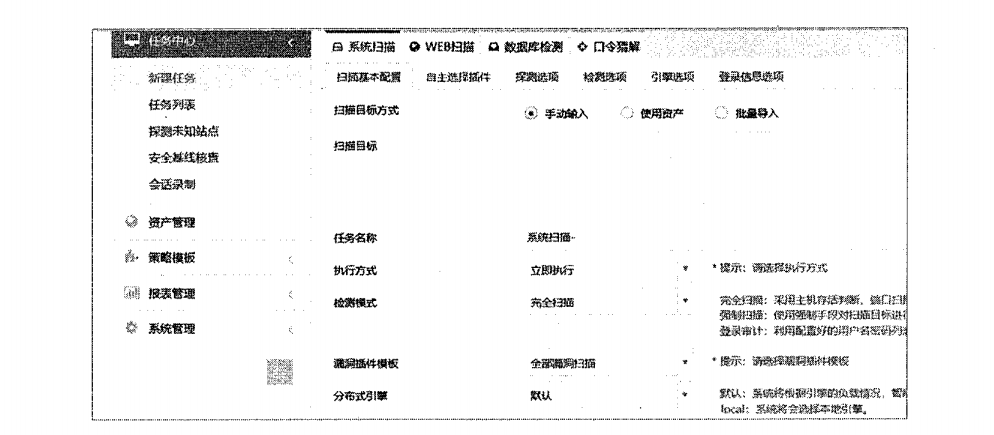 任务中心
系统扫描 WEB扫描 数据库检测 口令猜解
新建任务
扫描基本配置 自主选择插件 探测选项 检测选项 引擎选项 登录信息选项
任务列表
扫描目标方式 手动输入 使用资产 批量导入
探测未知站点
扫描目标
安全基线核查
会话录制
资产管理
任务名称 系统扫描-
策略模板
执行方式 立即执行 * 提示：请选择执行方式
报表管理
检测模式 完全扫描 完全扫描：采用主机存活判断、端口扫
强制扫描：使用强制手段对扫描目标进行
系统管理
登录审计：利用配置好的用户名密码列
漏洞插件模板 全部漏洞扫描 * 提示：请选择漏洞插件模板
分布式引擎 默认 默认：系统将根据引擎的负载情况，智
local：系统将会选择本地引擎。